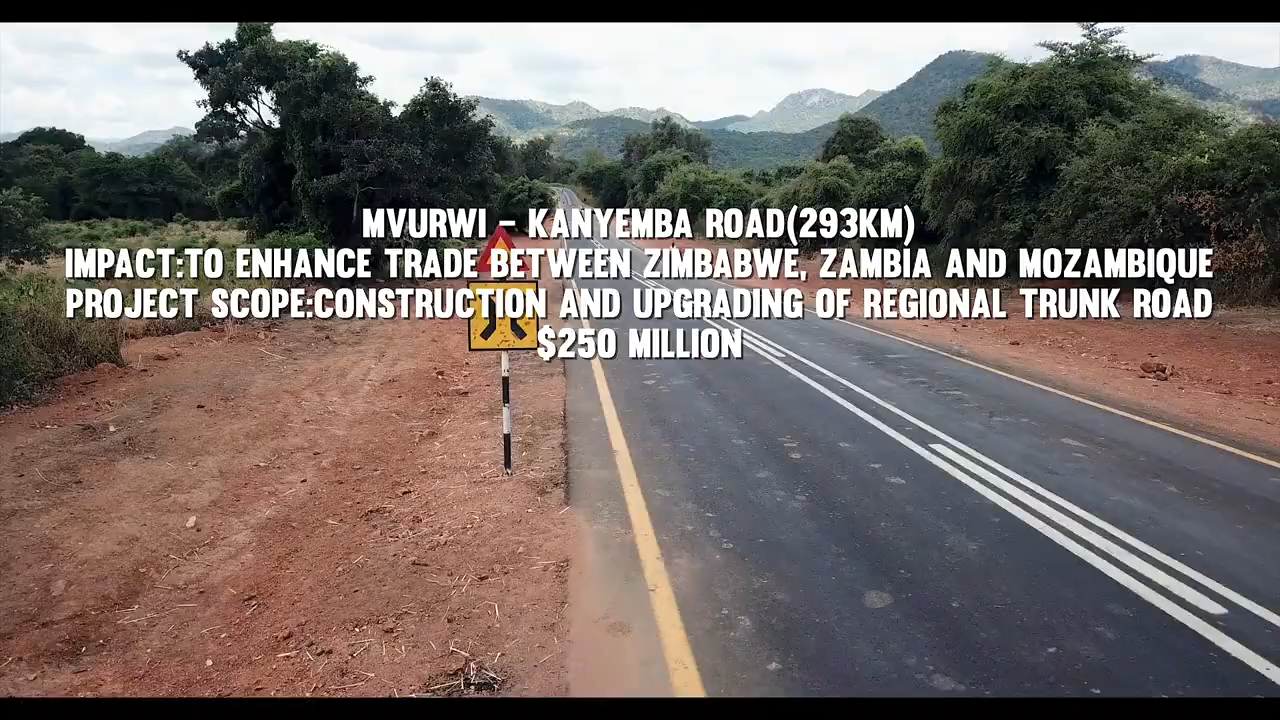 MVURWI – KANYEMBA ROAD(293KM)
IMPACT:TO ENHANCE TRADE BETWEEN ZIMBABWE, ZAMBIA AND MOZAMBIQUE
PROJECT SCOPE:CONSTRUCTION AND UPGRADING OF REGIONAL TRUNK ROAD
$250 MILLION